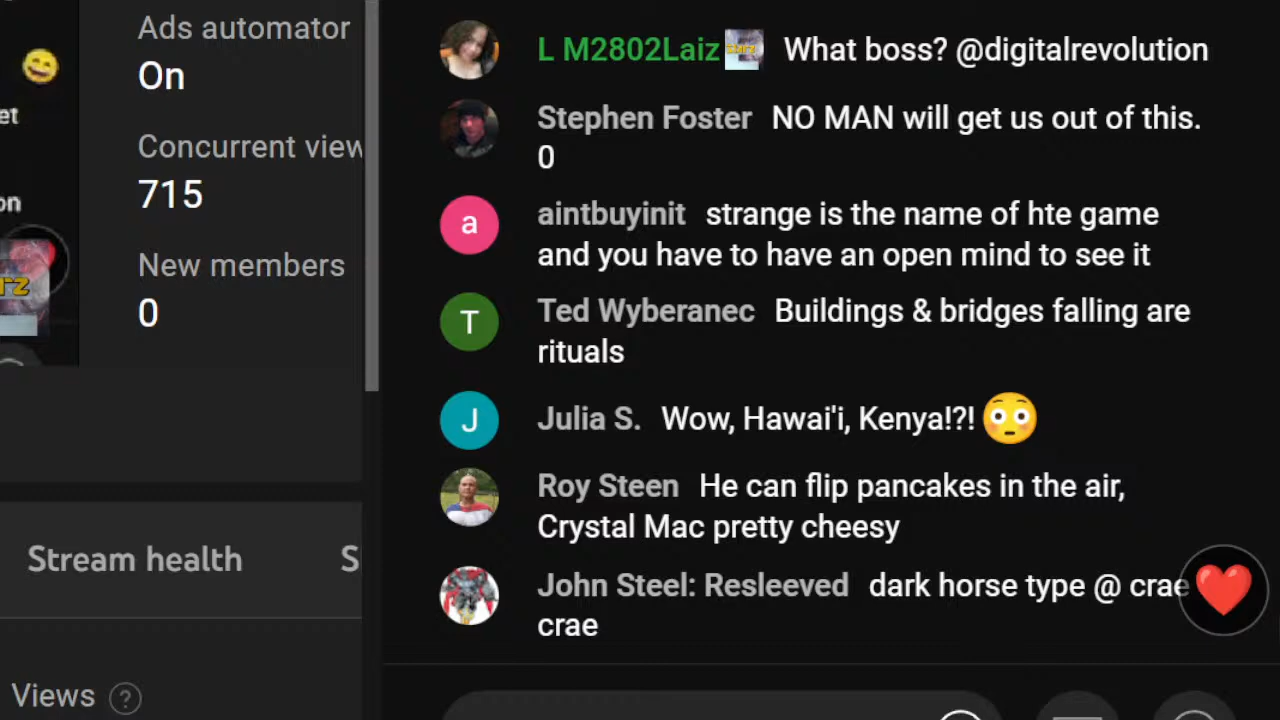 Ads automator
On
et
Concurrent view
715
on
New members
0
Stream health
S
Views ?
L M2802Laiz What boss? @digitalrevolution
Stephen Foster NO MAN will get us out of this.
0
a aintbuyinit strange is the name of hte game
and you have to have an open mind to see it
T Ted Wyberanec Buildings & bridges falling are
rituals
J Julia S. Wow, Hawai'i, Kenya!?!
Roy Steen He can flip pancakes in the air,
Crystal Mac pretty cheesy
John Steel: Resleeved dark horse type @ crae
crae